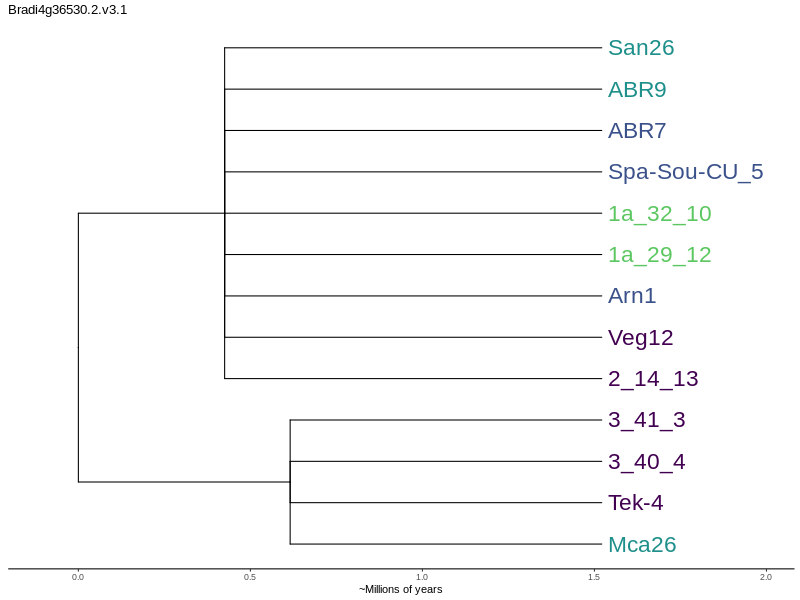 Bradi4g36530.2.v3.1
San26
ABR9
ABR7
Spa-Sou-CU_5
1a_32_10
1a_29_12
Arn1
Veg12
2_14_13
3_41_3
3_40_4
Tek-4
Mca26
0.0 0.5 1.0 1.5 2.0
~Millions of years